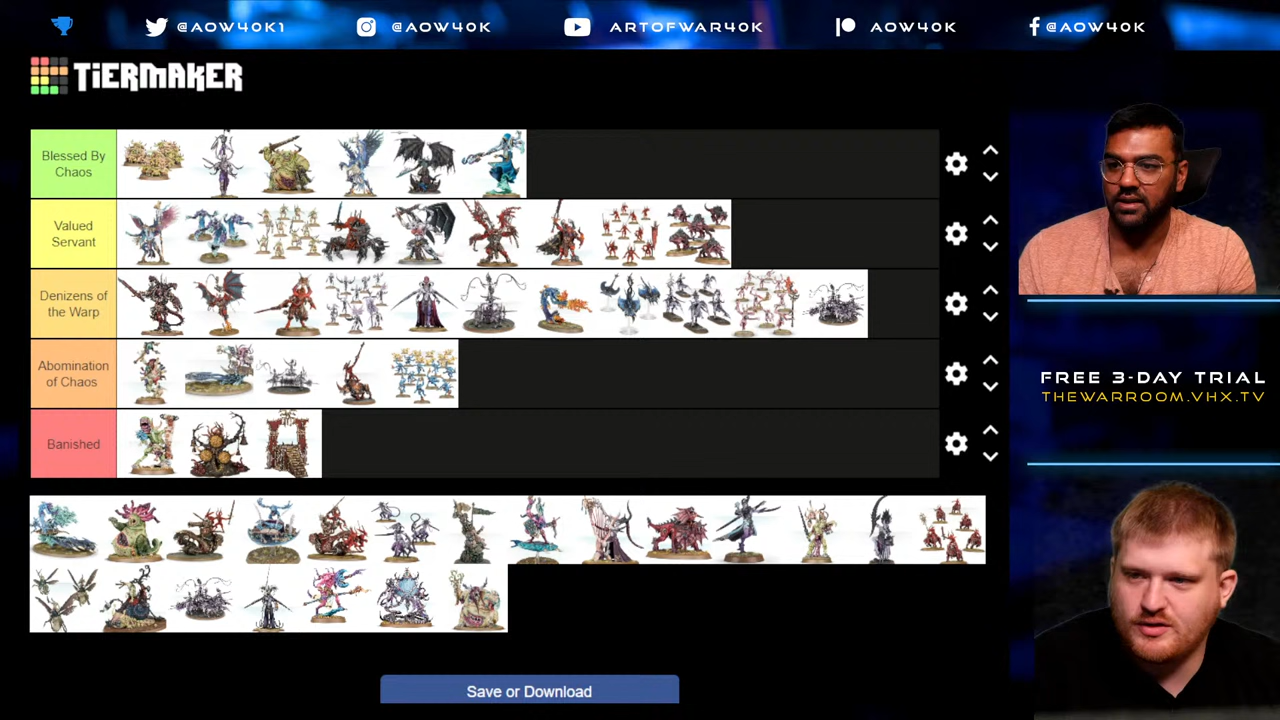 @AOW40K1
@AOW40K
ARTOFWAR40K
AOW40K
@AOW40K
TiERMAKER
Blessed By
Chaos
Valued
Servant
Denizens of
the Warp
Abomination
of Chaos
Banished
FREE 3-DAY TRIAL
THEWARROOM.VHX.TV
Save or Download